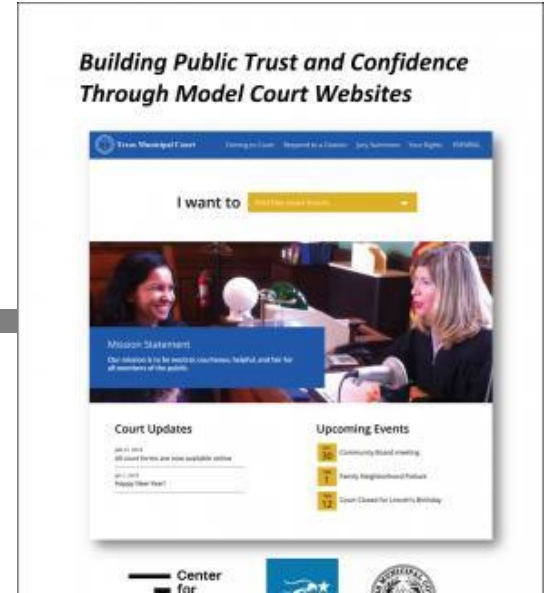 Building Public Trust and Confidence
Through Model Court Websites
Texas Municipal Court
Coming to Court Respond to a Citation Jury Summons Your Rights ESPAÑOL
I want to
Mission Statement
Our mission is to be neutral, courteous, helpful, and fair for
all members of the public.
Court Updates
All court forms are now available online
Happy New Year!
Upcoming Events
30 Community Board meeting
1 Family Neighborhood Potluck
12 Court Closed for Lincoln's Birthday
Center
for